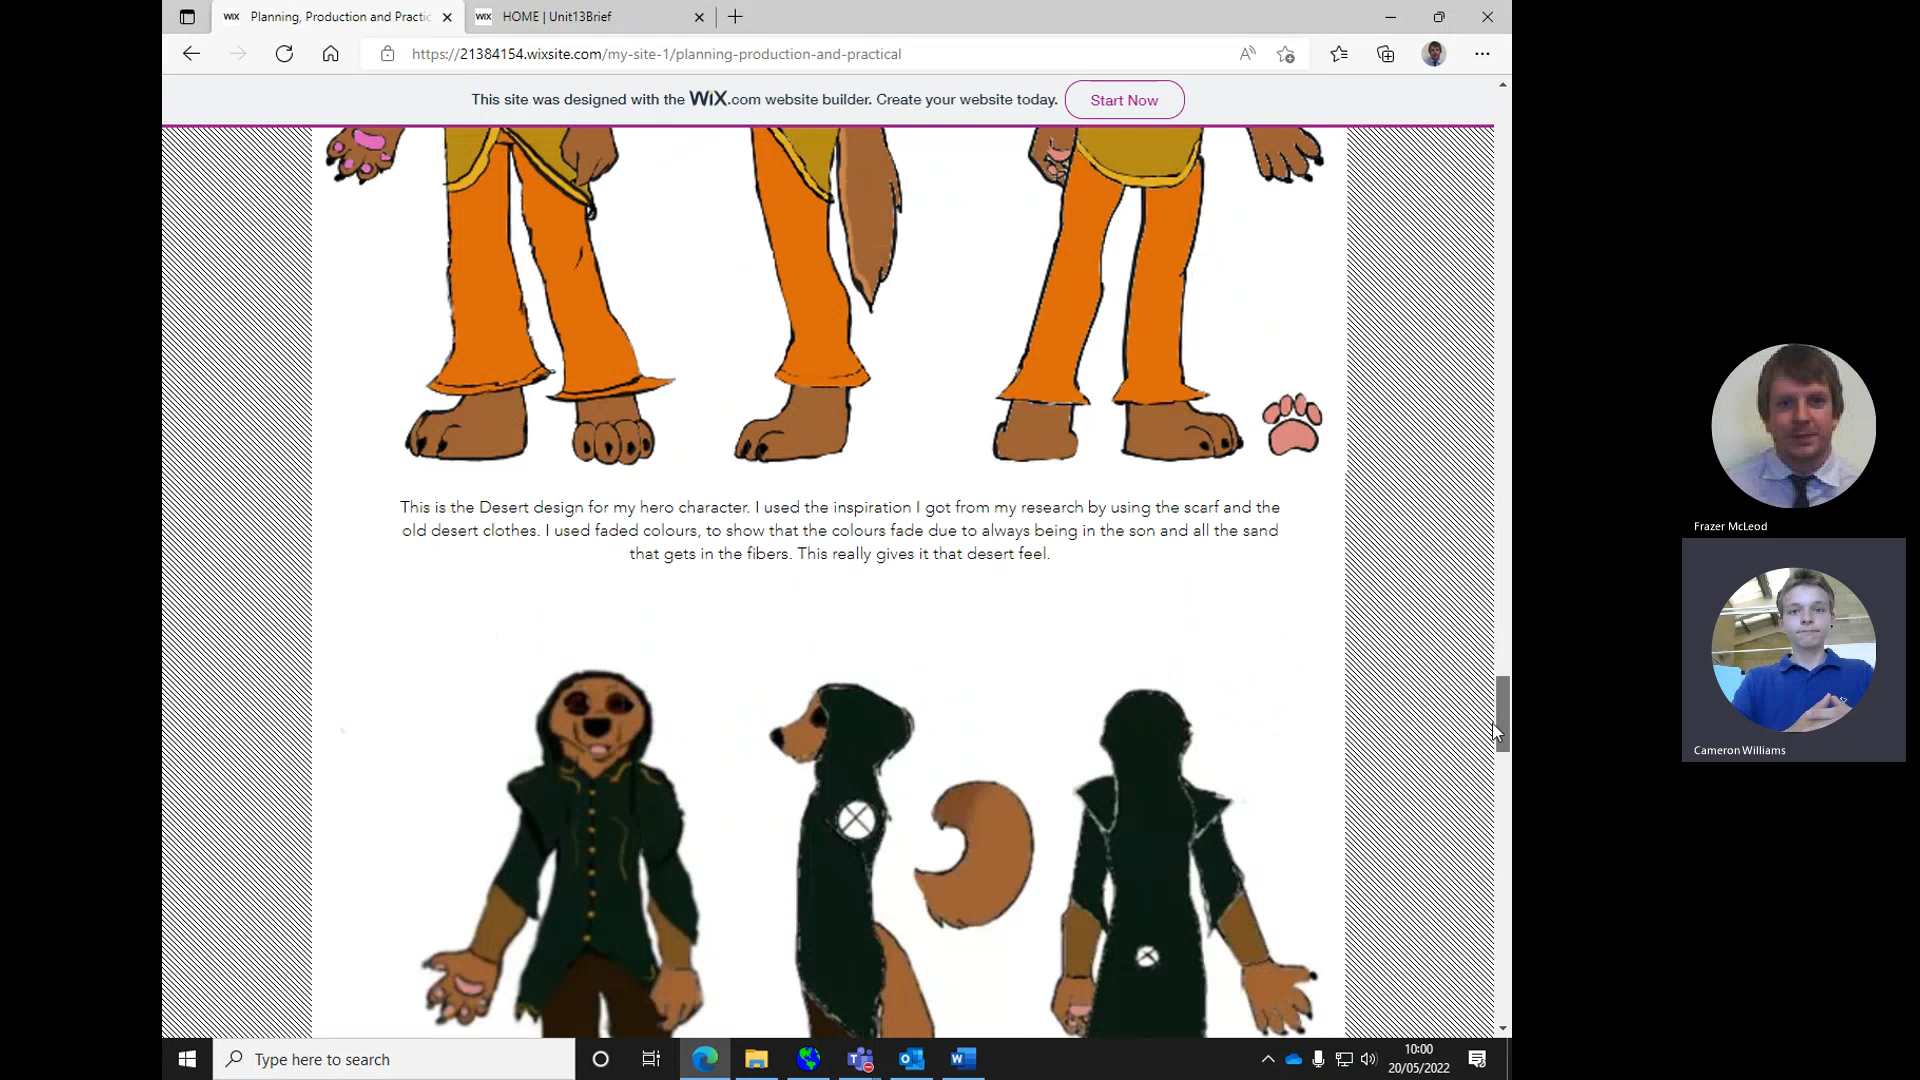 WIX Planning, Production and Practic
WIX HOME | Unit13Brief
https://21384154.wixsite.com/my-site-1/planning-production-and-practical
This site was designed with the WiX.com website builder. Create your website today. Start Now
This is the Desert design for my hero character. I used the inspiration I got from my research by using the scarf and the
old desert clothes. I used faded colours, to show that the colours fade due to always being in the son and all the sand
that gets in the fibers. This really gives it that desert feel.
Frazer McLeod
Cameron Williams
Type here to search
10:00
20/05/2022